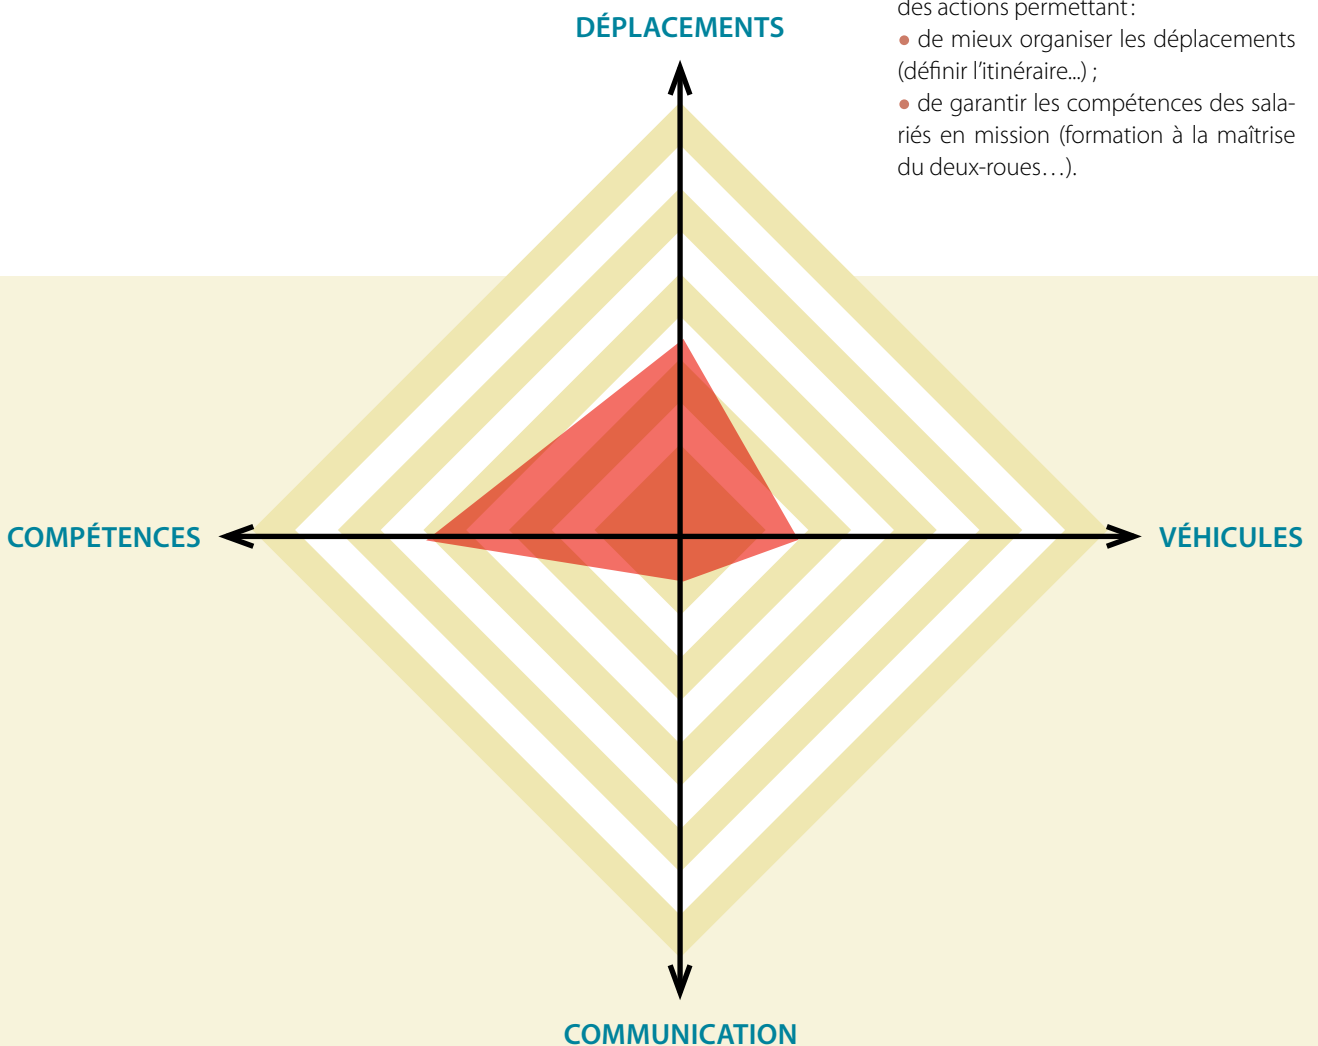 des actions permettant :
• de mieux organiser les déplacements
(définir l’itinéraire...) ;
• de garantir les compétences des sala-
riés en mission (formation à la maîtrise
du deux-roues…).
DÉPLACEMENTS
COMPÉTENCES
VÉHICULES
COMMUNICATION